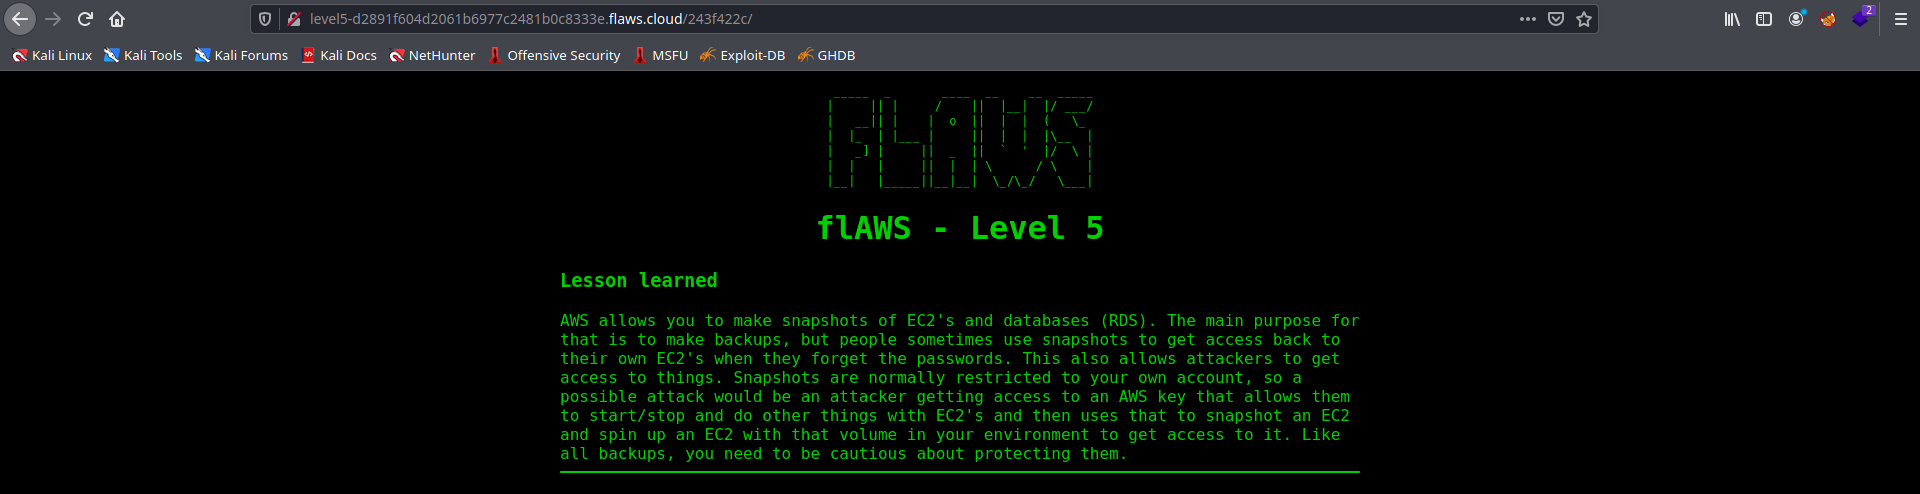 level5-d2891f604d2061b6977c2481b0c8333e.flaws.cloud/243f422c/
2
Kali Linux Kali Tools Kali Forums Kali Docs NetHunter Offensive Security MSFU Exploit-DB GHDB
FLAWS
flAWS - Level 5
Lesson learned
AWS allows you to make snapshots of EC2's and databases (RDS). The main purpose for
that is to make backups, but people sometimes use snapshots to get access back to
their own EC2's when they forget the passwords. This also allows attackers to get
access to things. Snapshots are normally restricted to your own account, so a
possible attack would be an attacker getting access to an AWS key that allows them
to start/stop and do other things with EC2's and then uses that to snapshot an EC2
and spin up an EC2 with that volume in your environment to get access to it. Like
all backups, you need to be cautious about protecting them.